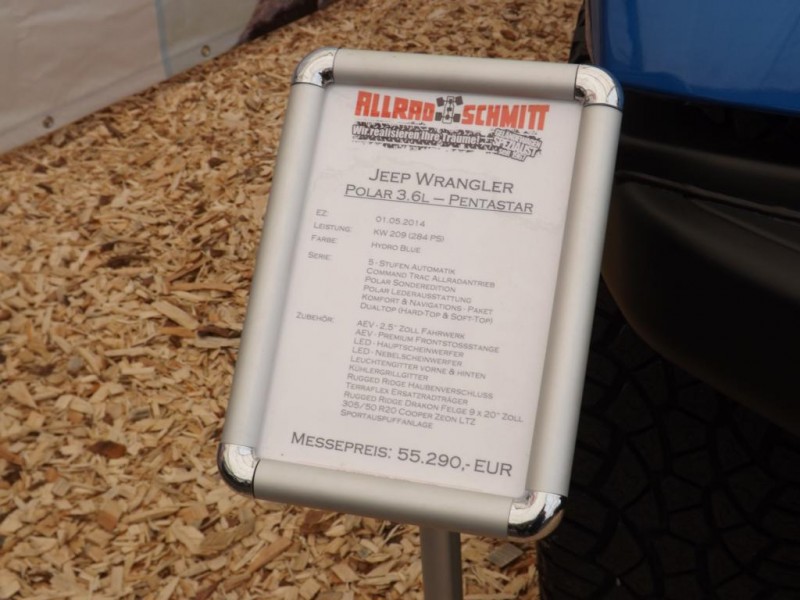 ALLRAD SCHMITT
Wir realisieren Ihre Träume!
SPEZIALIST
JEEP WRANGLER
POLAR 3.6L – PENTASTAR
EZ: 01.05.2014
LEISTUNG: KW 209 (284 PS)
FARBE: HYDRO BLUE
SERIE: 5 - STUFEN AUTOMATIK
COMMAND TRAC ALLRADANTRIEB
POLAR SONDEREDITION
POLAR LEDERAUSSTATTUNG
KOMFORT & NAVIGATIONS - PAKET
DUALTOP (HARD-TOP & SOFT-TOP)
ZUBEHÖR: AEV - 2.5" ZOLL FAHRWERK
AEV - PREMIUM FRONTSTOSSSTANGE
LED - HAUPTSCHEINWERFER
LED - NEBELSCHEINWERFER
LEUCHTENGITTER VORNE & HINTEN
KÜHLERGRILLGITTER
RUGGED RIDGE HAUBENVERSCHLUSS
TERRAFLEX ERSATZRADTRÄGER
RUGGED RIDGE DRAKON FELGE 9 X 20" ZOLL
305/50 R20 COOPER ZEON LTZ
SPORTAUSPUFFANLAGE
MESSEPREIS: 55.290,- EUR